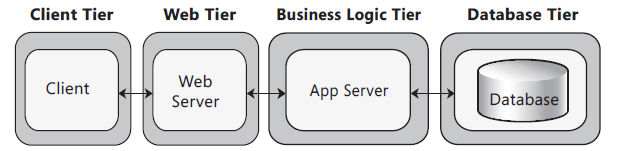 Client Tier
Web Tier
Business Logic Tier
Database Tier
Client
Web
Server
App Server
Database